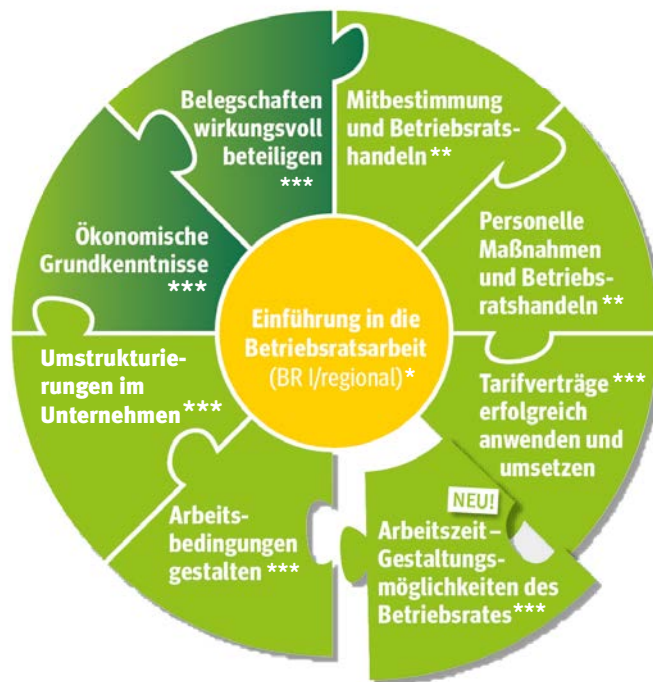 Belegschaften
wirkungsvoll
beteiligen
***
Mitbestimmung
und Betriebsrats-
handeln **
Personelle
Maßnahmen
und Betriebs-
ratshandeln **
Tarifverträge ***
erfolgreich
anwenden und
umsetzen
NEU!
Arbeitszeit –
Gestaltungs-
möglichkeiten des
Betriebsrates ***
Arbeits-
bedingungen
gestalten ***
Umstrukturie-
rungen im
Unternehmen ***
Ökonomische
Grundkenntnisse
***
Einführung in die
Betriebsratsarbeit
(BR I/regional) *